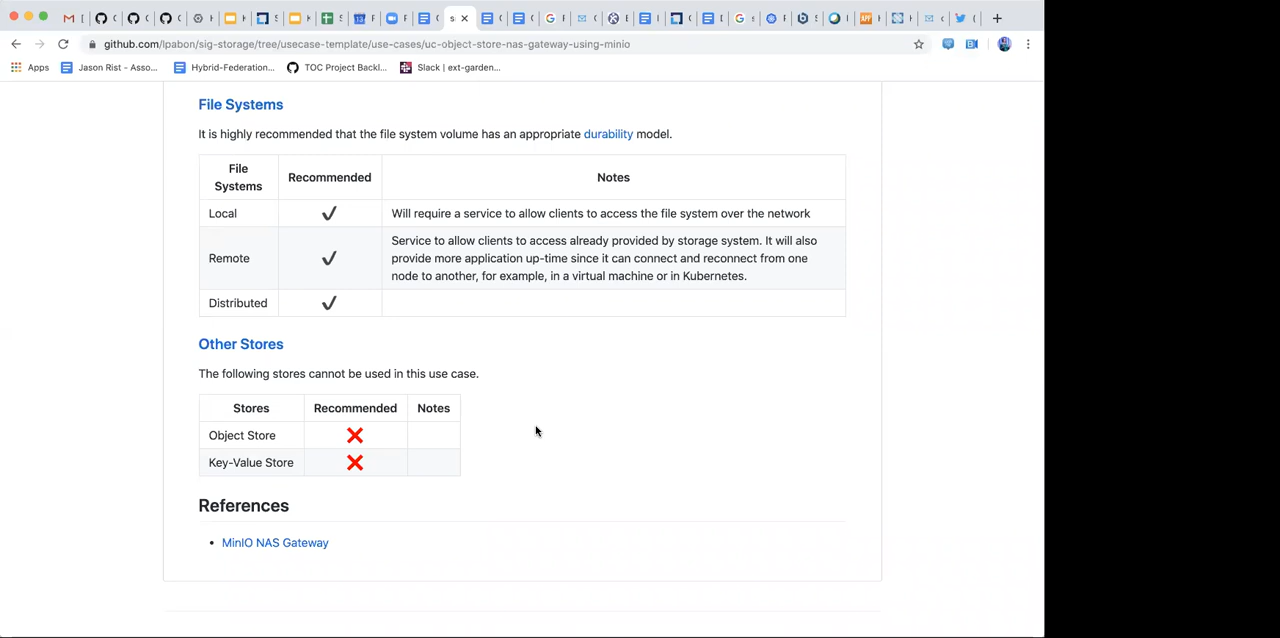 github.com/lpabon/sig-storage/tree/usecase-template/use-cases/uc-object-store-nas-gateway-using-minio
Apps Jason Rist - Asso... Hybrid-Federation... TOC Project Backl... Slack | ext-garden...
File Systems
It is highly recommended that the file system volume has an appropriate durability model.
File
Systems
Recommended
Notes
Local
Will require a service to allow clients to access the file system over the network
Remote
Service to allow clients to access already provided by storage system. It will also
provide more application up-time since it can connect and reconnect from one
node to another, for example, in a virtual machine or in Kubernetes.
Distributed
Other Stores
The following stores cannot be used in this use case.
Stores Recommended Notes
Object Store
Key-Value Store
References
• MinIO NAS Gateway